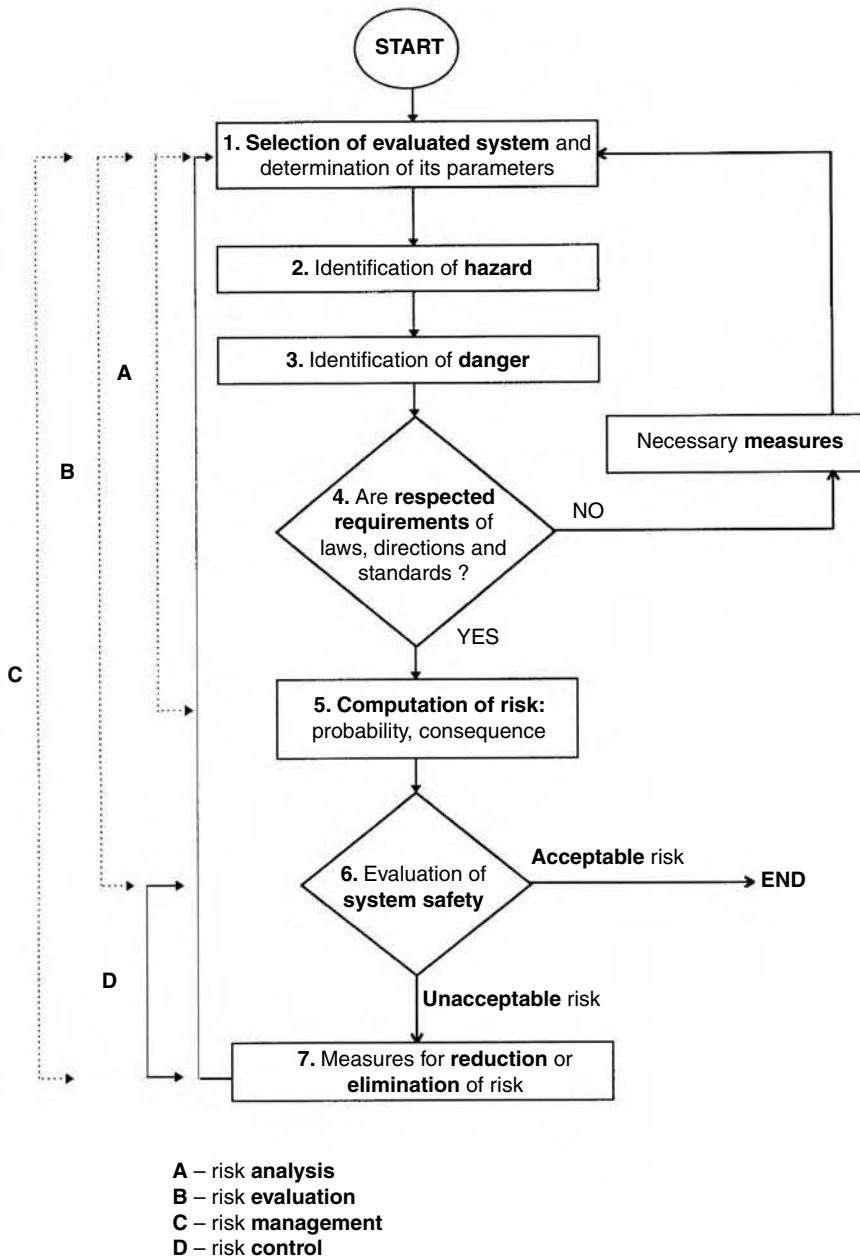 START
1. Selection of evaluated system and
determination of its parameters
2. Identification of hazard
3. Identification of danger
A
Necessary measures
B
4. Are respected
requirements of
laws, directions and
standards ?
NO
YES
C
5. Computation of risk:
probability, consequence
Acceptable risk
6. Evaluation of
system safety
END
D
Unacceptable risk
7. Measures for reduction or
elimination of risk
A – risk analysis
B – risk evaluation
C – risk management
D – risk control